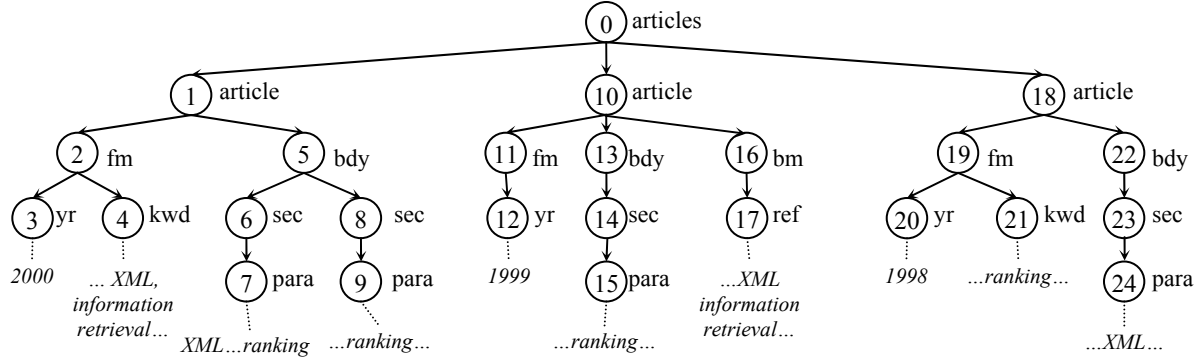 0 articles
1 article 10 article 18 article
2 fm 5 bdy 11 fm 13 bdy 16 bm 19 fm 22 bdy
3 yr 4 kwd 6 sec 8 sec 12 yr 14 sec 17 ref 20 yr 21 kwd 23 sec
2000 … XML, 1999 …XML 1998 …ranking…
information information
retrieval… retrieval…
7 para 9 para 15 para 24 para
XML…ranking …ranking… …ranking… …XML…